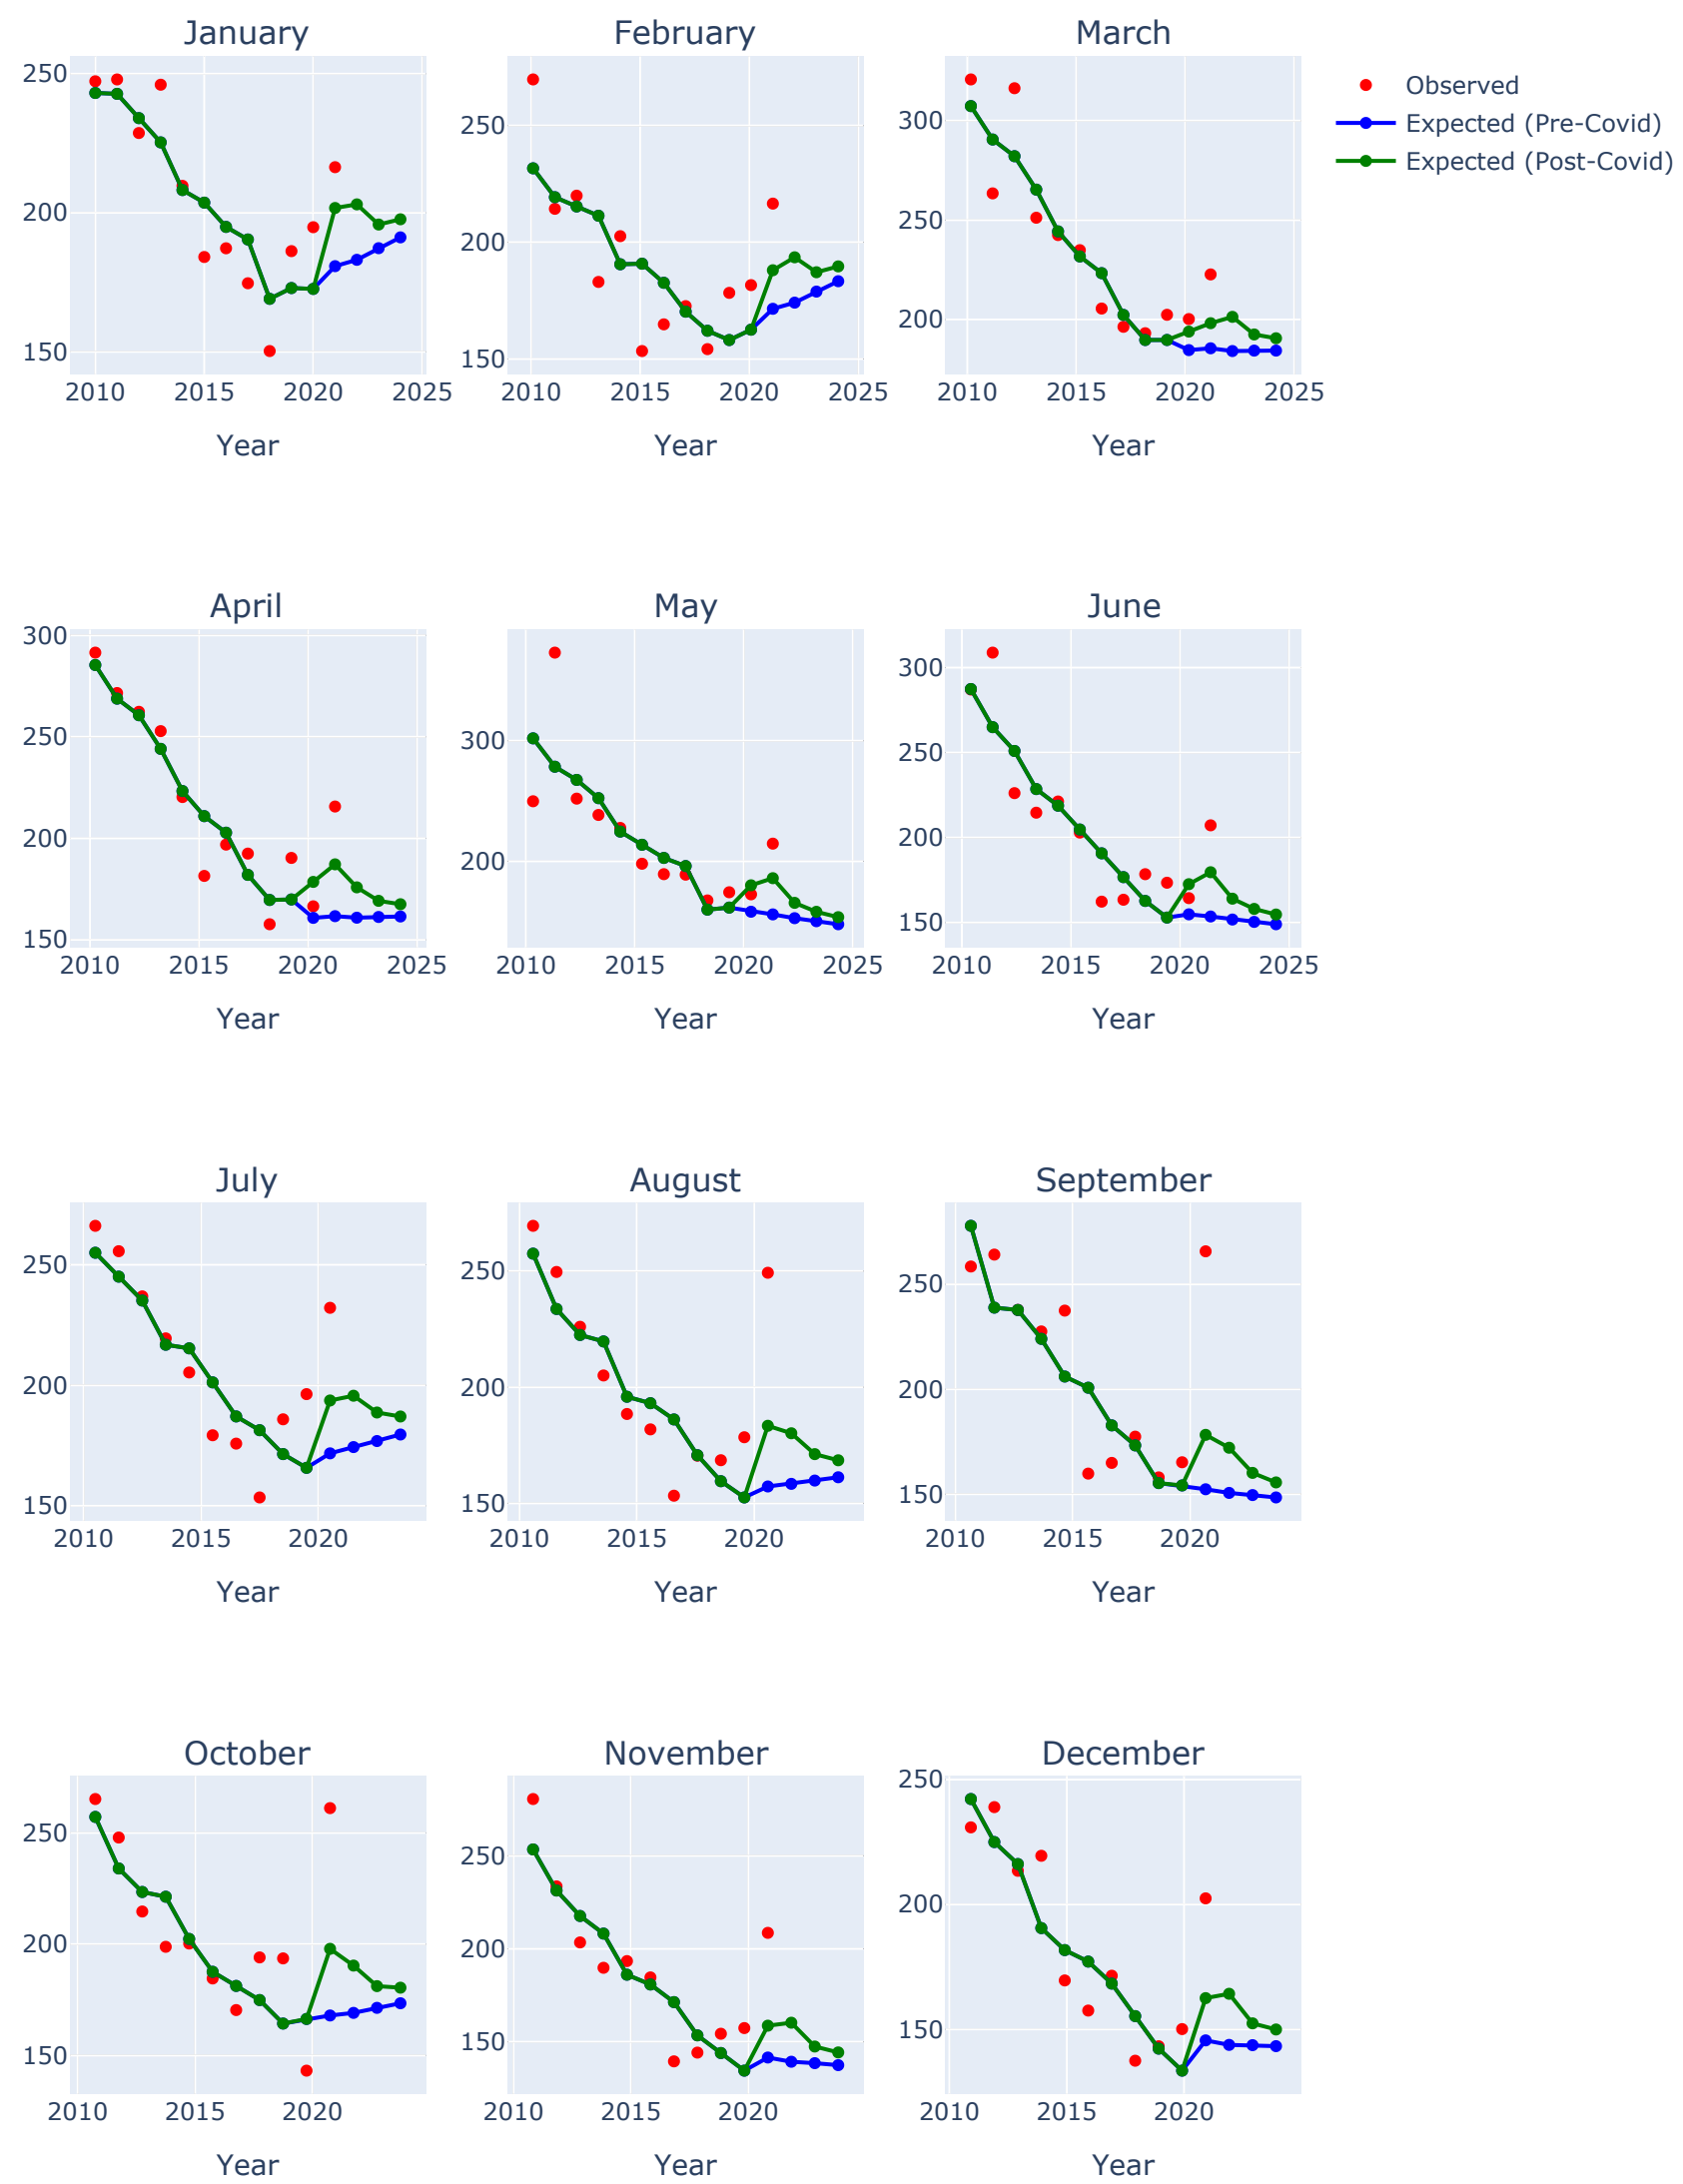 January February March
250
200
150
2010 2015 2020 2025
Year
250
200
150
2010 2015 2020 2025
Year
300
250
200
2010 2015 2020 2025
Year
Observed
Expected (Pre-Covid)
Expected (Post-Covid)
April May June
300
250
200
150
2010 2015 2020 2025
Year
300
200
2010 2015 2020 2025
Year
300
250
200
150
2010 2015 2020 2025
Year
July August September
250
200
150
2010 2015 2020
Year
250
200
150
2010 2015 2020
Year
250
200
150
2010 2015 2020
Year
October November December
250
200
150
2010 2015 2020
Year
250
200
150
2010 2015 2020
Year
250
200
150
2010 2015 2020
Year